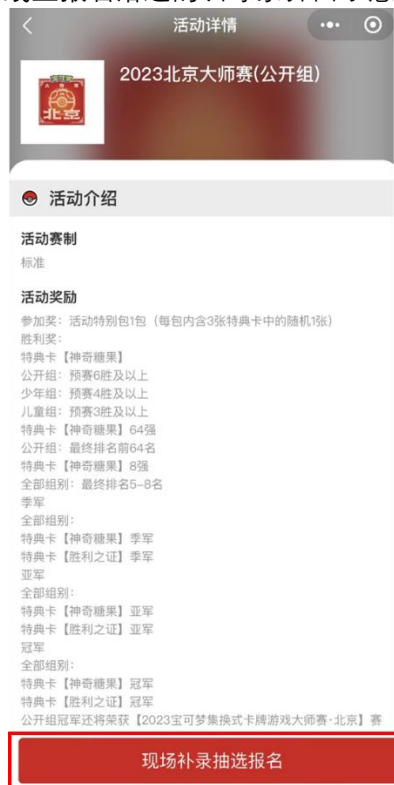 活动详情
2023北京大师赛(公开组)
北京
活动介绍
活动赛制
标准
活动奖励
参加奖：活动特别包1包（每包内含3张特典卡中的随机1张）
胜利奖：
特典卡【神奇糖果】
公开组：预赛6胜及以上
少年组：预赛4胜及以上
儿童组：预赛3胜及以上
特典卡【神奇糖果】64强
公开组：最终排名前64名
特典卡【神奇糖果】8强
全部组别：最终排名5-8名
季军
全部组别：
特典卡【神奇糖果】季军
特典卡【胜利之证】季军
亚军
全部组别：
特典卡【神奇糖果】亚军
特典卡【胜利之证】亚军
冠军
全部组别：
特典卡【神奇糖果】冠军
特典卡【胜利之证】冠军
公开组冠军还将荣获【2023宝可梦集换式卡牌游戏大师赛·北京】赛
现场补录抽选报名